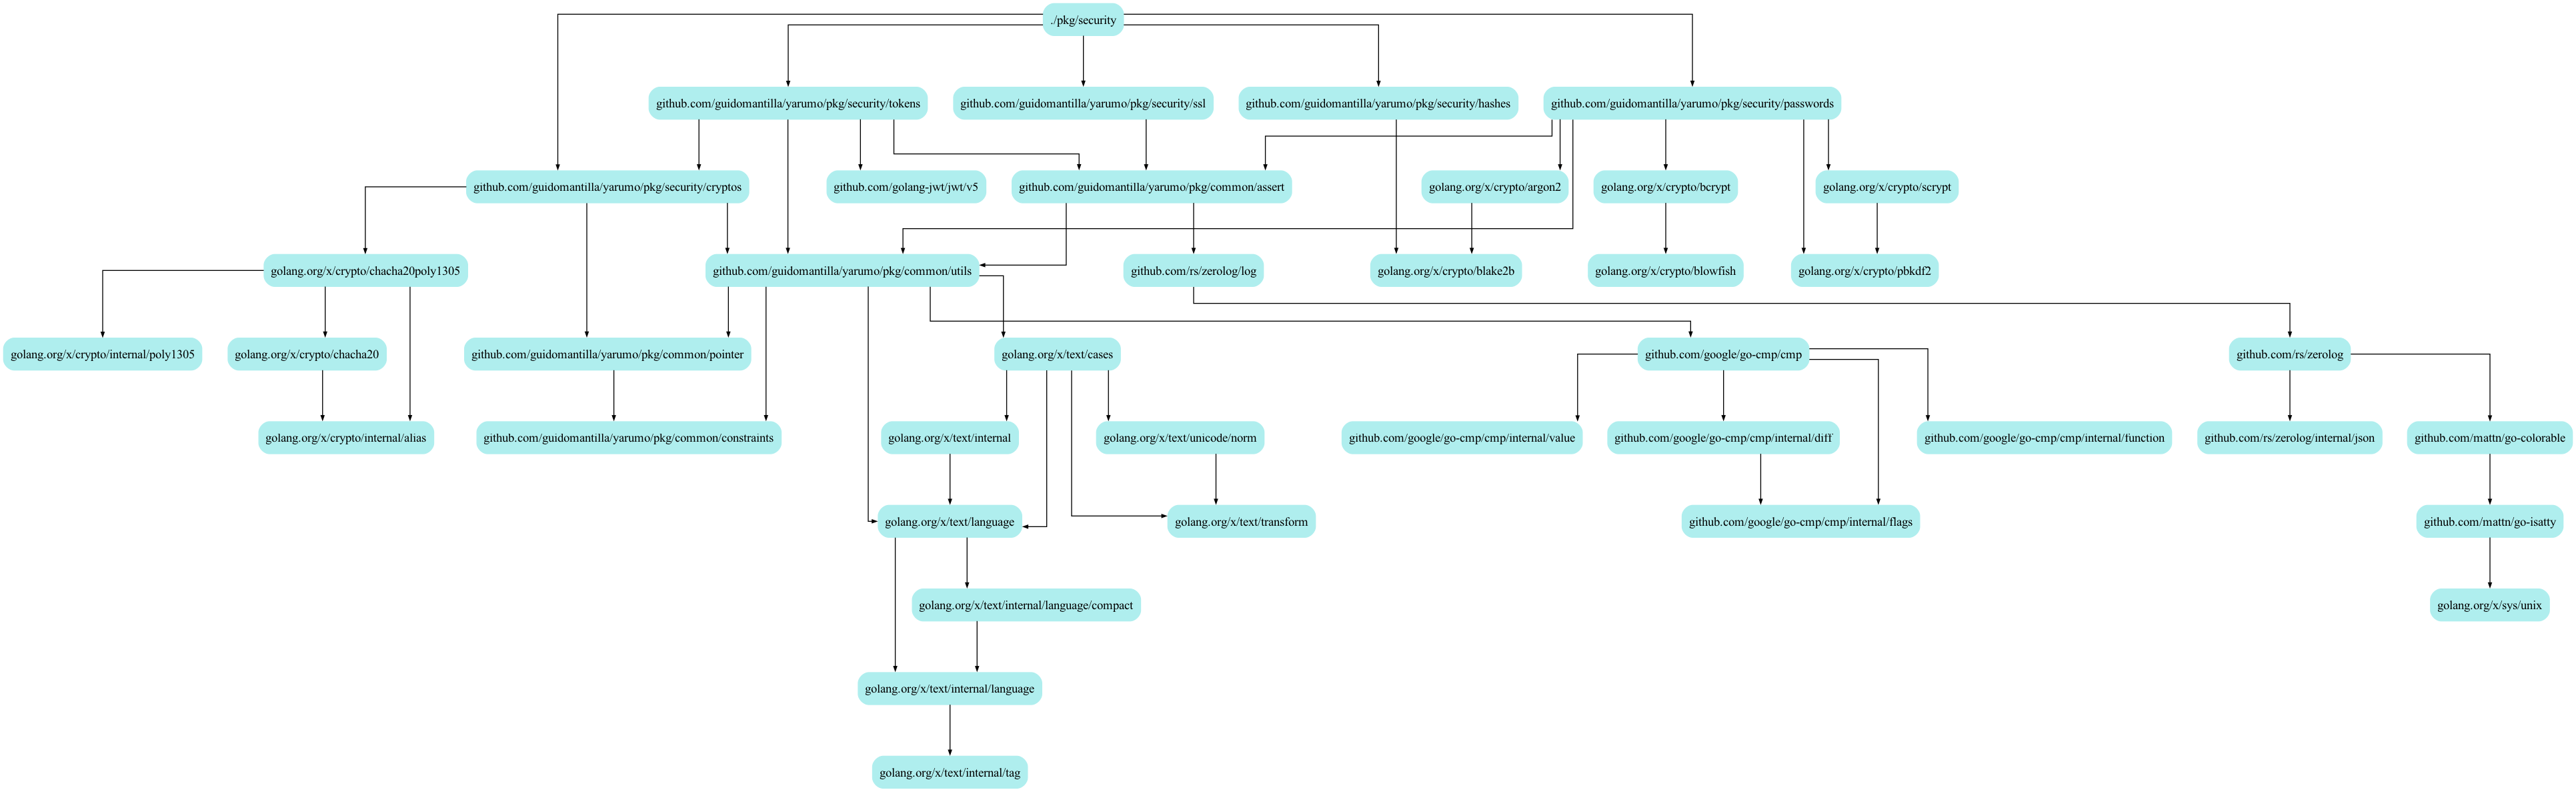 ./pkg/security
github.com/guidomantilla/yarumo/pkg/security/tokens
github.com/guidomantilla/yarumo/pkg/security/ssl
github.com/guidomantilla/yarumo/pkg/security/hashes
github.com/guidomantilla/yarumo/pkg/security/passwords
github.com/guidomantilla/yarumo/pkg/security/cryptos
github.com/golang-jwt/jwt/v5
github.com/guidomantilla/yarumo/pkg/common/assert
golang.org/x/crypto/argon2
golang.org/x/crypto/bcrypt
golang.org/x/crypto/scrypt
golang.org/x/crypto/chacha20poly1305
github.com/guidomantilla/yarumo/pkg/common/utils
github.com/rs/zerolog/log
golang.org/x/crypto/blake2b
golang.org/x/crypto/blowfish
golang.org/x/crypto/pbkdf2
golang.org/x/crypto/internal/poly1305
golang.org/x/crypto/chacha20
github.com/guidomantilla/yarumo/pkg/common/pointer
golang.org/x/text/cases
github.com/google/go-cmp/cmp
github.com/rs/zerolog
golang.org/x/crypto/internal/alias
github.com/guidomantilla/yarumo/pkg/common/constraints
golang.org/x/text/internal
golang.org/x/text/unicode/norm
github.com/google/go-cmp/cmp/internal/value
github.com/google/go-cmp/cmp/internal/diff
github.com/google/go-cmp/cmp/internal/function
github.com/rs/zerolog/internal/json
github.com/mattn/go-colorable
golang.org/x/text/language
golang.org/x/text/transform
github.com/google/go-cmp/cmp/internal/flags
github.com/mattn/go-isatty
golang.org/x/text/internal/language/compact
golang.org/x/sys/unix
golang.org/x/text/internal/language
golang.org/x/text/internal/tag